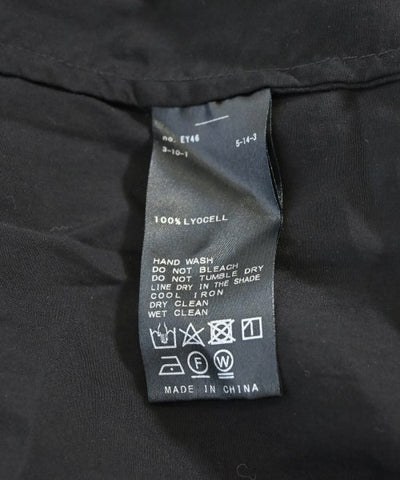 no. EY46 5-14-3
3-10-1
100% LYOCELL
HAND WASH
DO NOT BLEACH
DO NOT TUMBLE DRY
LINE DRY IN THE SHADE
COOL IRON
DRY CLEAN
WET CLEAN
F W
MADE IN CHINA